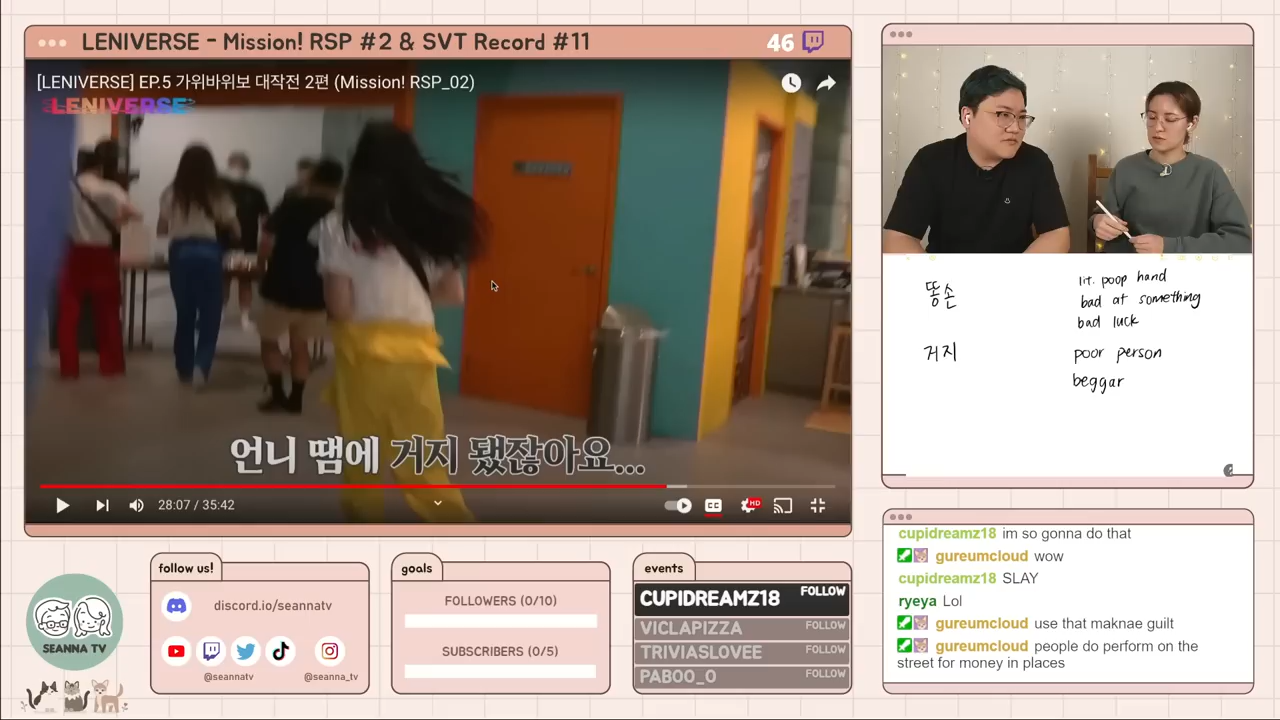 LENIVERSE - Mission! RSP #2 & SVT Record #11
46
[LENIVERSE] EP.5 가위바위보 대작전 2편 (Mission! RSP_02)
LENIVERSE
언니 땜에 거지 됐잖아요...
28:07 / 35:42
CC
HD
똥손
lit. poop hand
bad at something
bad luck
거지
poor person
beggar
cupidreamz18 im so gonna do that
gureumcloud wow
cupidreamz18 SLAY
ryeya Lol
gureumcloud use that maknae guilt
gureumcloud people do perform on the
street for money in places
SEANNA TV
follow us!
discord.io/seannatv
@seannatv
@seanna_tv
goals
FOLLOWERS (0/10)
SUBSCRIBERS (0/5)
events
CUPIDREAMZ18 FOLLOW
VICLAPIZZA FOLLOW
TRIVIASLOVEE FOLLOW
PABOO_O FOLLOW